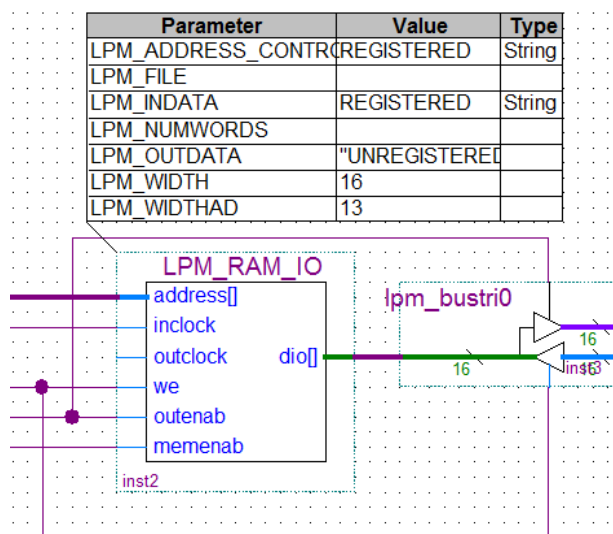 Parameter Value Type
LPM_ADDRESS_CONTRO REGISTERED String
LPM_FILE
LPM_INDATA REGISTERED String
LPM_NUMWORDS
LPM_OUTDATA "UNREGISTERED
LPM_WIDTH 16
LPM_WIDTHAD 13
LPM_RAM_IO
address[]
lpm_bustri0
inclock
16
outclock dio[]
16
inst3
16
we
outenab
memenab
inst2